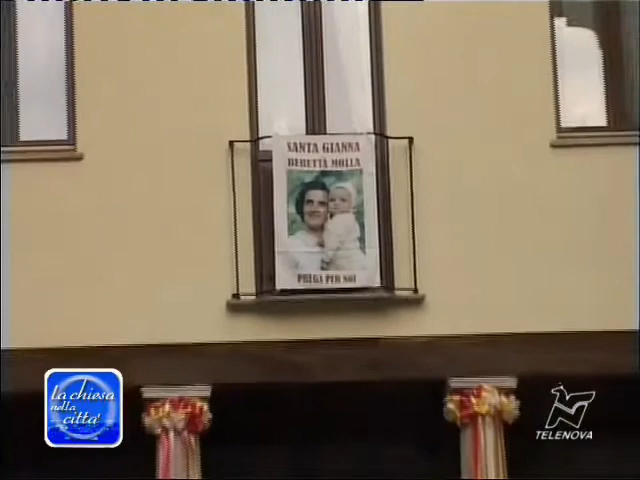 SANTA GIANNA
BERETTA MOLLA
PREGA PER NOI
la chiesa
nella
città
TELENOVA